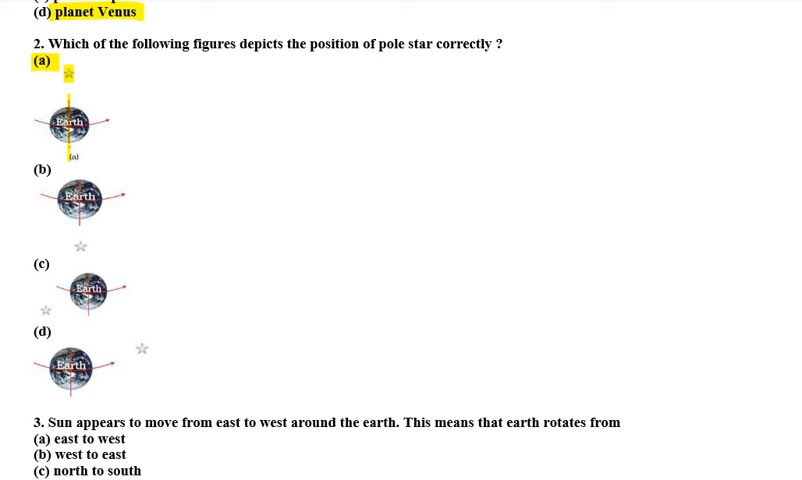 (d) planet Venus
2. Which of the following figures depicts the position of pole star correctly ?
(a)
Earth
(a)
(b)
Earth
(c)
Earth
(d)
Earth
3. Sun appears to move from east to west around the earth. This means that earth rotates from
(a) east to west
(b) west to east
(c) north to south